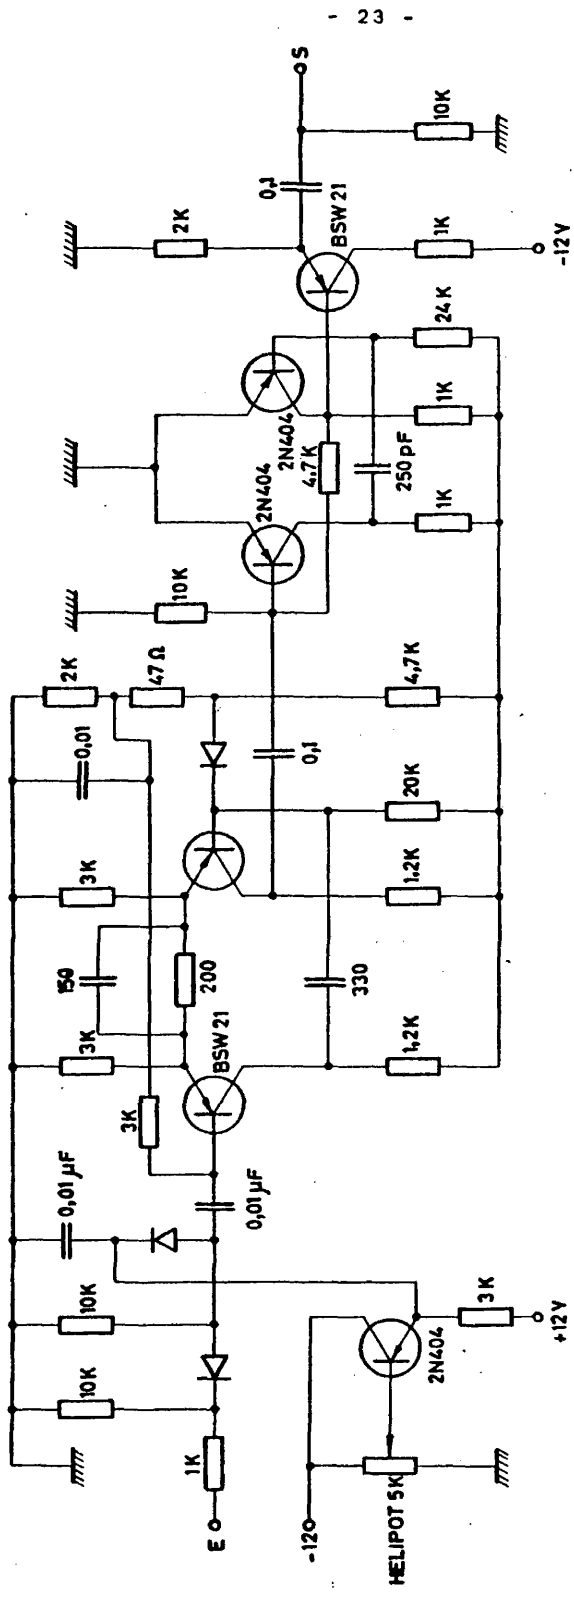 - 23 -
S
10K
0,1
2K
BSW 21
1K
-12V
24K
2N404
1K
4,7K
250pF
2N404
1K
10K
2K
47Ω
4,7K
0,01
0,1
20K
3K
1.2K
150
200
330
3K
BSW 21
1,2K
3K
0,01µF
0,01µF
10K
10K
1K
E
2N404
3K
+12V
-12
HELIPOT 5K